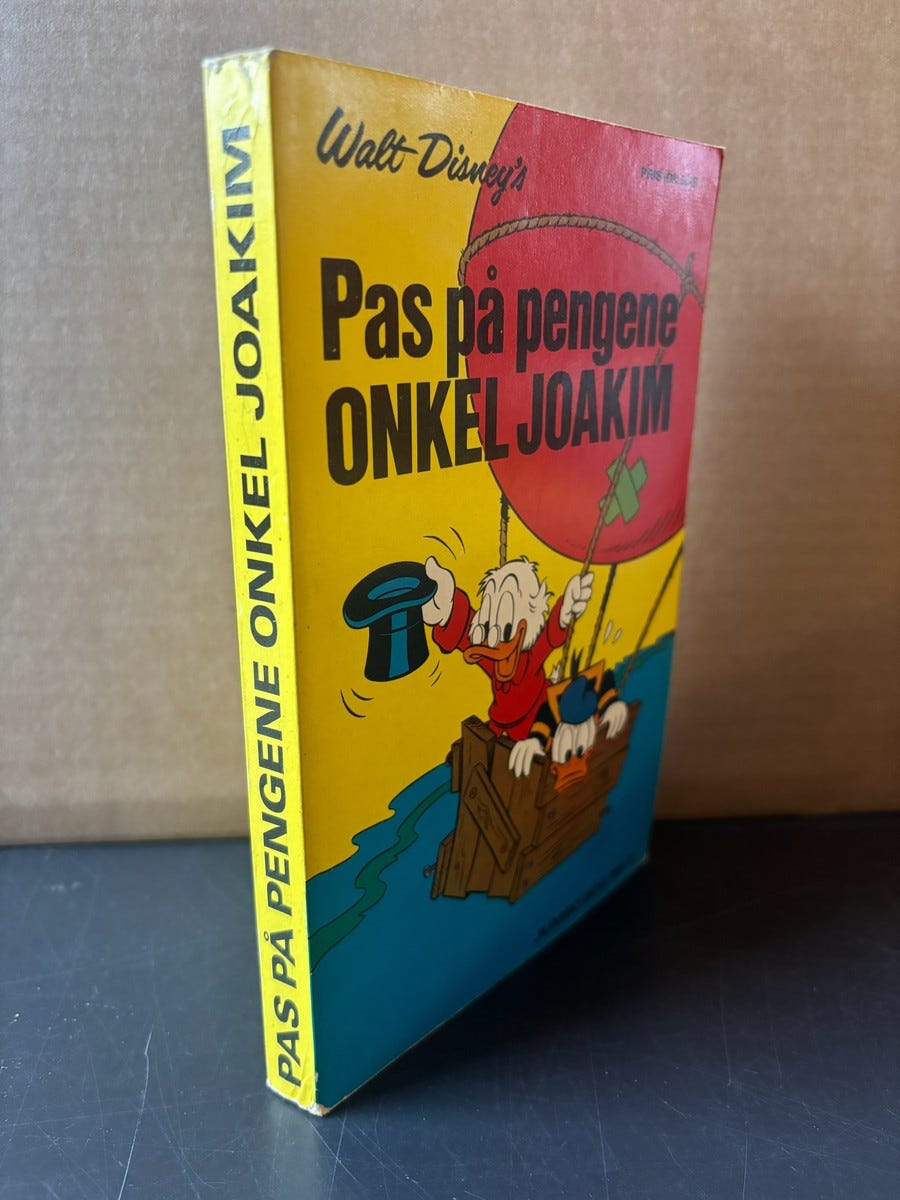 PAS PÅ PENGENE ONKEL JOAKIM
Walt Disney's
Pas på pengene
ONKEL JOAKIM